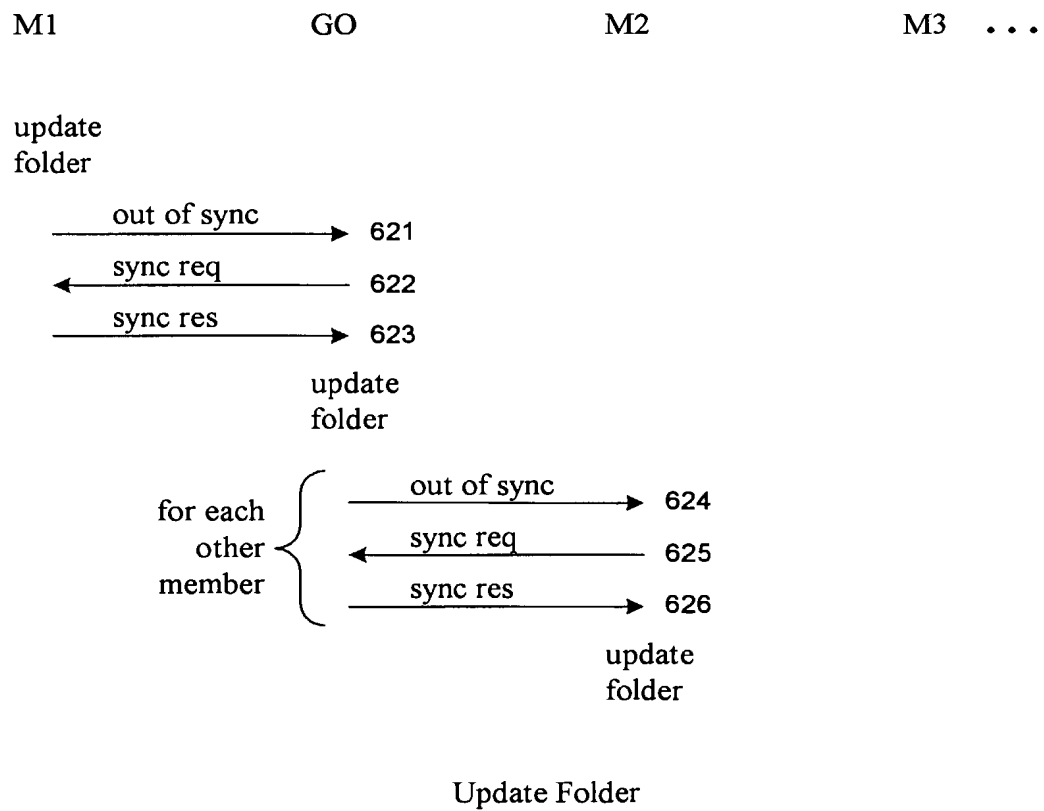 M1 GO M2 M3 • • •
update
folder
out of sync 621
sync req 622
sync res 623
update
folder
for each
other
member
out of sync 624
sync req 625
sync res 626
update
folder
Update Folder